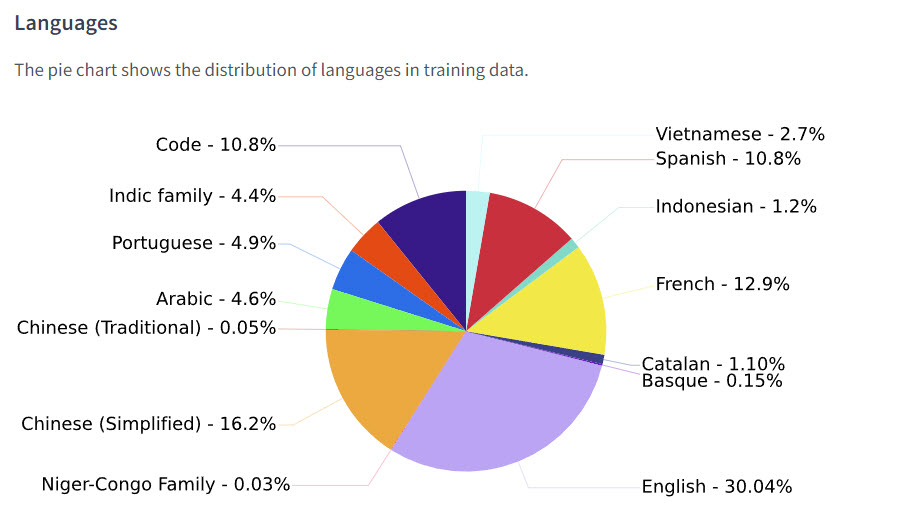 Languages
The pie chart shows the distribution of languages in training data.
Code - 10.8%
Indic family - 4.4%
Portuguese - 4.9%
Arabic - 4.6%
Chinese (Traditional) - 0.05%
Chinese (Simplified) - 16.2%
Niger-Congo Family - 0.03%
Vietnamese - 2.7%
Spanish - 10.8%
Indonesian - 1.2%
French - 12.9%
Catalan - 1.10%
Basque - 0.15%
English - 30.04%